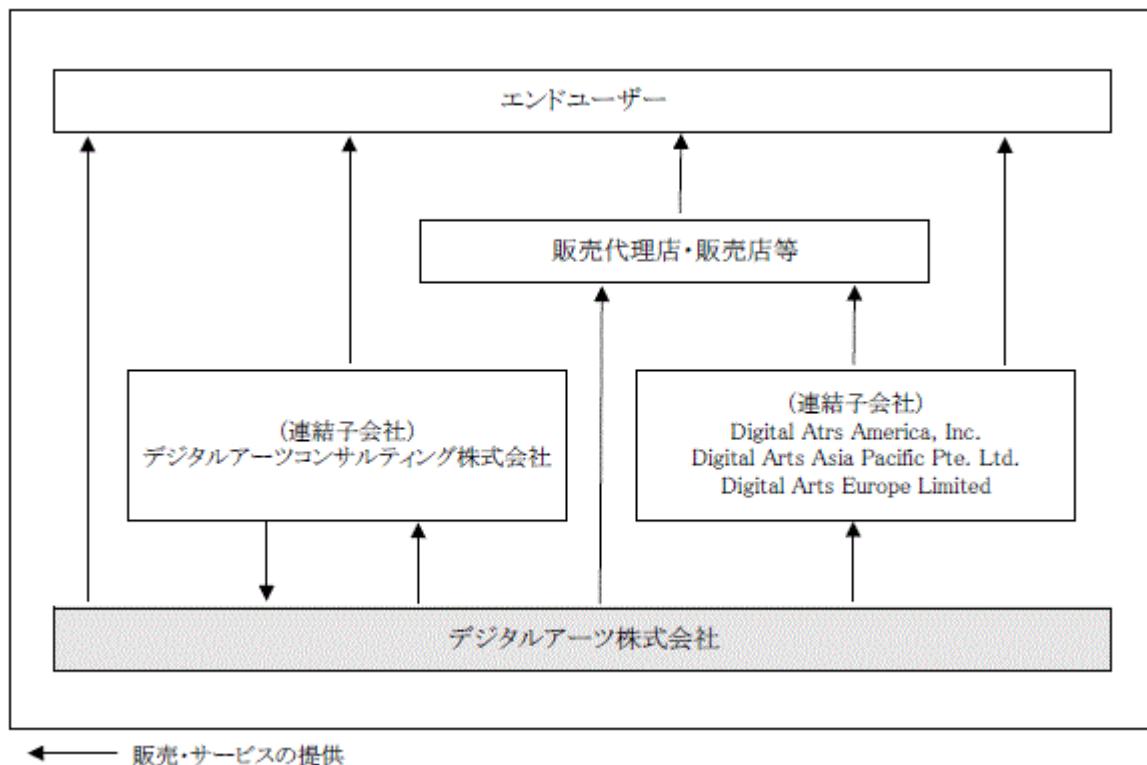 エンドユーザー
販売代理店・販売店等
(連結子会社)
デジタルアーツコンサルティング株式会社
(連結子会社)
Digital Atrs America, Inc.
Digital Arts Asia Pacific Pte. Ltd.
Digital Arts Europe Limited
デジタルアーツ株式会社
販売・サービスの提供